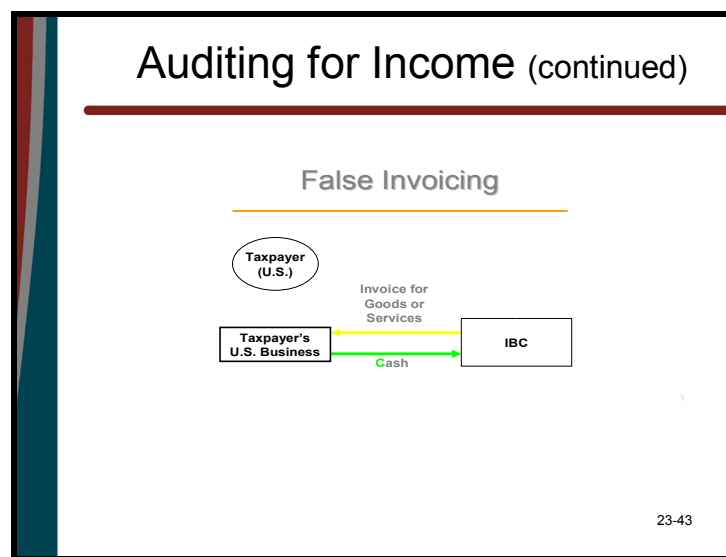 Auditing for Income (continued)
False Invoicing
Taxpayer
(U.S.)
Invoice for
Goods or
Services
Taxpayer's
U.S. Business
IBC
Cash
23-43